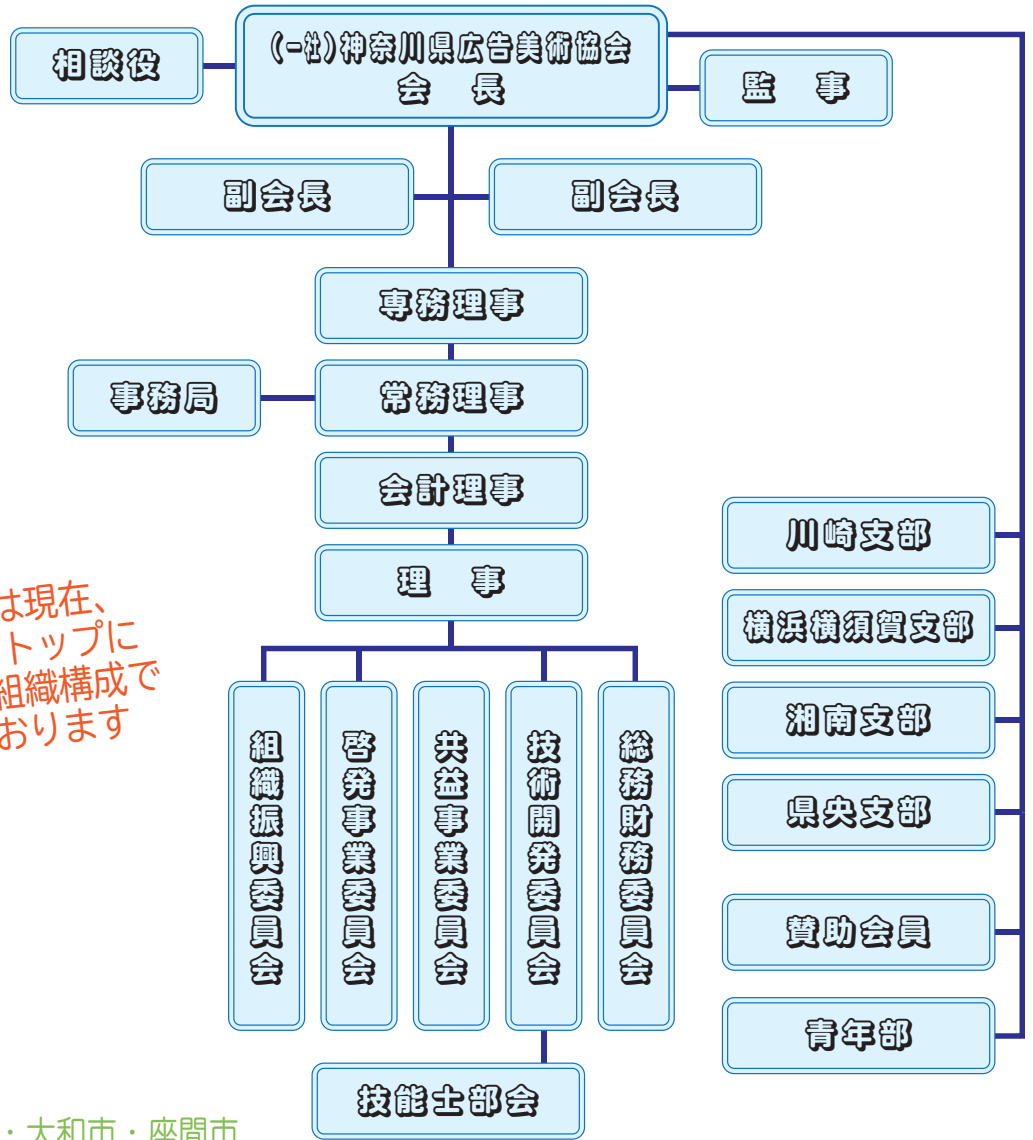 (一社)神奈川県広告美術協会
会 長
相談役
監 事
副会長
副会長
専務理事
事務局
常務理事
会計理事
理 事
組織振興委員会
啓発事業委員会
共益事業委員会
技術開発委員会
総務財務委員会
技能士部会
川崎支部
横浜横須賀支部
湘南支部
県央支部
賛助会員
青年部
は現在、
トップに
組織構成で
おります
・大和市・座間市